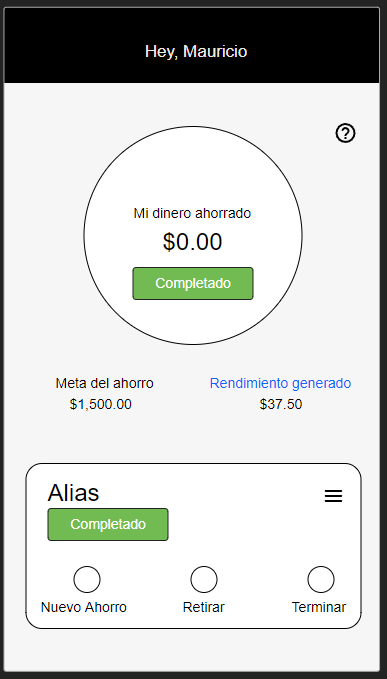 Hey, Mauricio
Mi dinero ahorrado
$0.00
Completado
Meta del ahorro
$1,500.00
Rendimiento generado
$37.50
Alias
Completado
Nuevo Ahorro
Retirar
Terminar